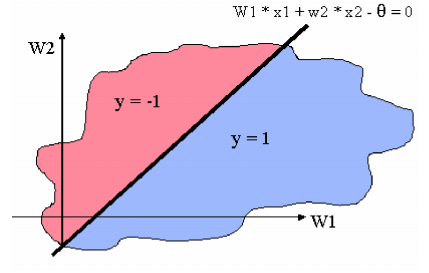 W1 * x1 + w2 * x2 - θ = 0
W2
y = -1
y = 1
W1